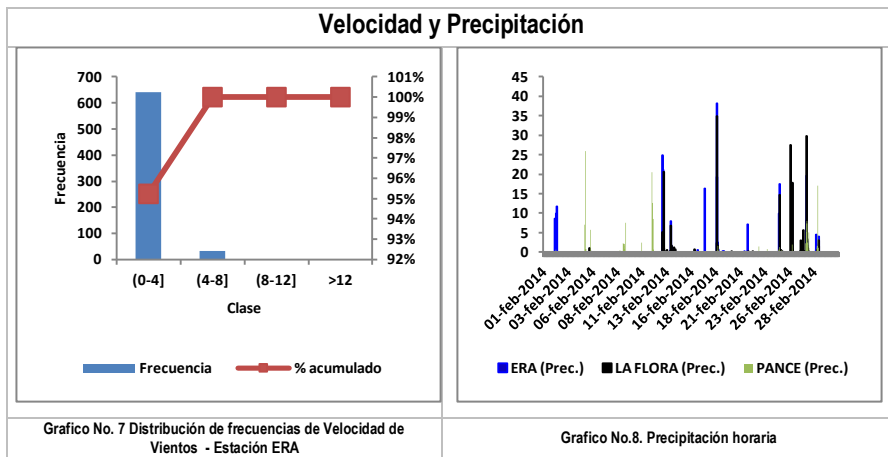 Velocidad y Precipitación
700
600
500
400
300
200
100
0
Frecuencia
101%
100%
99%
98%
97%
96%
95%
94%
93%
92%
(0-4]
(4-8]
(8-12]
>12
Clase
Frecuencia
% acumulado
45
40
35
30
25
20
15
10
5
0
01-feb-2014
03-feb-2014
06-feb-2014
08-feb-2014
11-feb-2014
13-feb-2014
16-feb-2014
18-feb-2014
21-feb-2014
23-feb-2014
26-feb-2014
28-feb-2014
ERA (Prec.)
LA FLORA (Prec.)
PANCE (Prec.)
Grafico No. 7 Distribución de frecuencias de Velocidad de
Vientos - Estación ERA
Grafico No.8. Precipitación horaria